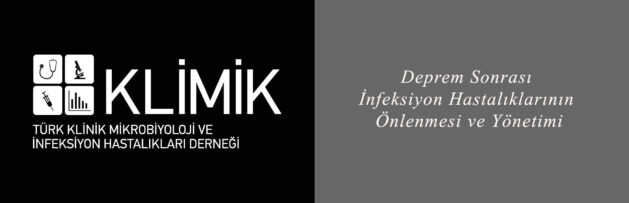 KLİMİK
TÜRK KLİNİK MİKROBİYOLOJİ VE
İNFEKSİYON HASTALIKLARI DERNEĞİ
Deprem Sonrası
İnfeksiyon Hastalıklarının
Önlenmesi ve Yönetimi